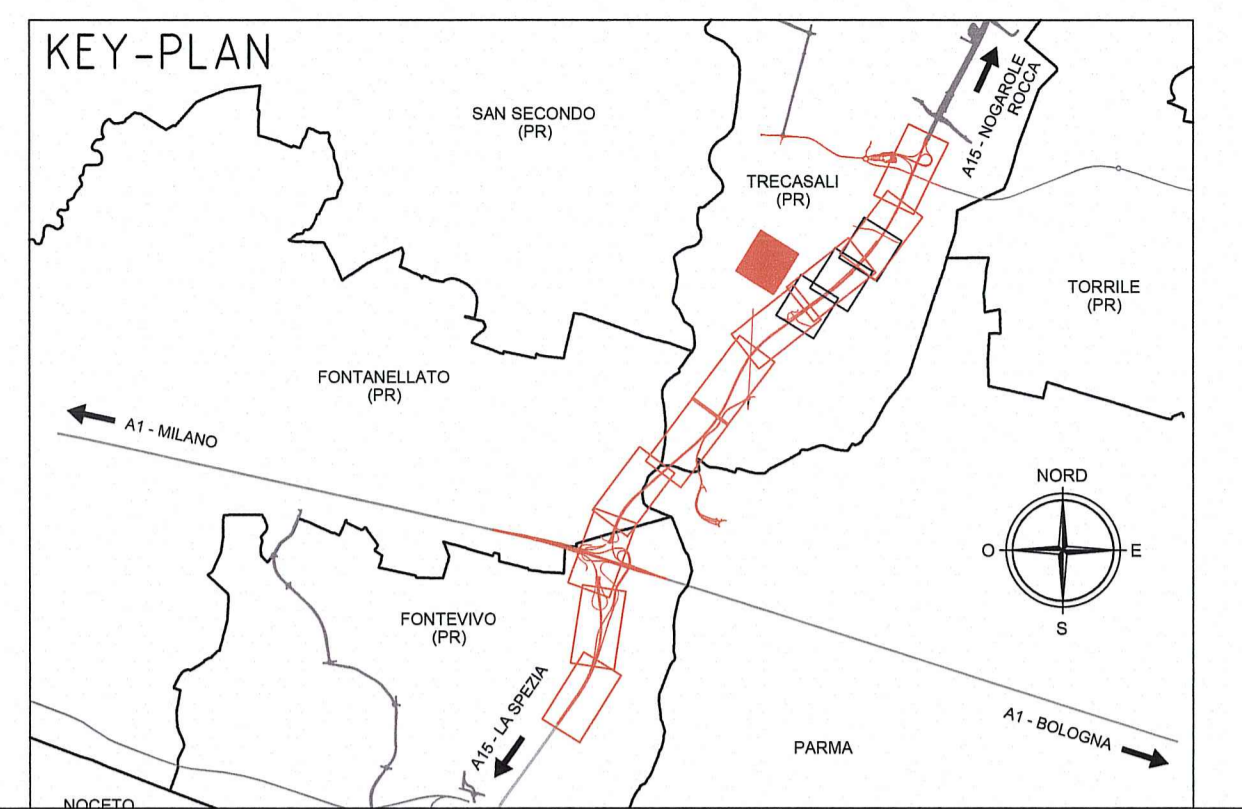 KEY-PLAN
SAN SECONDO
(PR)
A15 - NOGAROLE
ROCCA
TRECASALI
(PR)
TORRILE
(PR)
FONTANELLATO
(PR)
A1 - MILANO
NORD
O
E
S
FONTEVIVO
(PR)
A15 - LA SPEZIA
A1 - BOLOGNA
PARMA
NOCETO